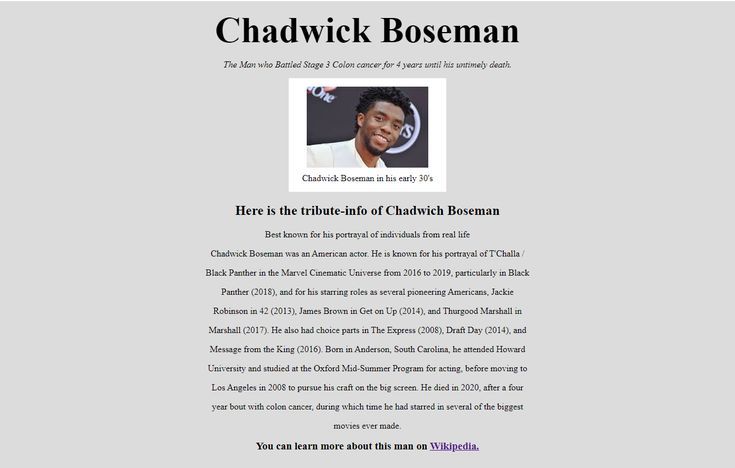 Chadwick Boseman
The Man who Battled Stage 3 Colon cancer for 4 years until his untimely death.
One
YS
Chadwick Boseman in his early 30's
Here is the tribute-info of Chadwich Boseman
Best known for his portrayal of individuals from real life
Chadwick Boseman was an American actor. He is known for his portrayal of T'Challa /
Black Panther in the Marvel Cinematic Universe from 2016 to 2019, particularly in Black
Panther (2018), and for his starring roles as several pioneering Americans, Jackie
Robinson in 42 (2013), James Brown in Get on Up (2014), and Thurgood Marshall in
Marshall (2017). He also had choice parts in The Express (2008), Draft Day (2014), and
Message from the King (2016). Born in Anderson, South Carolina, he attended Howard
University and studied at the Oxford Mid-Summer Program for acting, before moving to
Los Angeles in 2008 to pursue his craft on the big screen. He died in 2020, after a four
year bout with colon cancer, during which time he had starred in several of the biggest
movies ever made.
You can learn more about this man on Wikipedia.